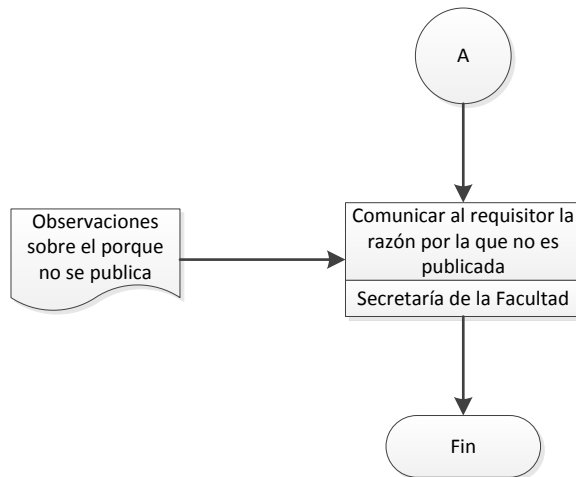 A
Observaciones
sobre el porque
no se publica
Comunicar al requisitor la
razón por la que no es
publicada
Secretaría de la Facultad
Fin